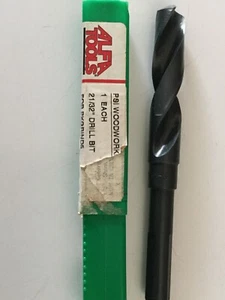 ALFA
TOOLS
PSI WOODWORK
1 EACH
21/32" DRILL BIT